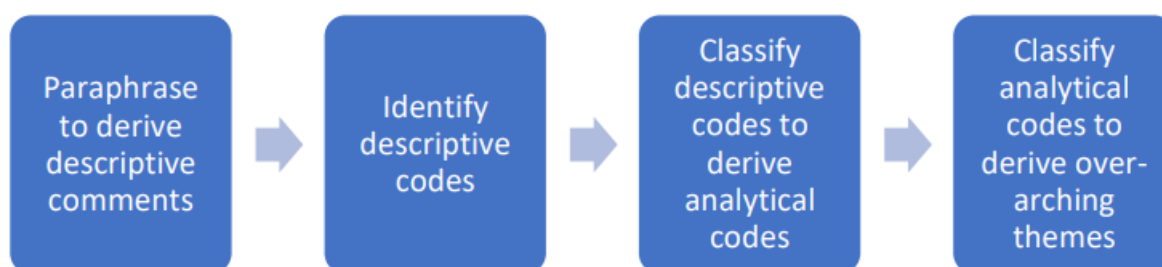 Paraphrase
to derive
descriptive
comments
Identify
descriptive
codes
Classify
descriptive
codes to
derive
analytical
codes
Classify
analytical
codes to
derive over-
arching
themes